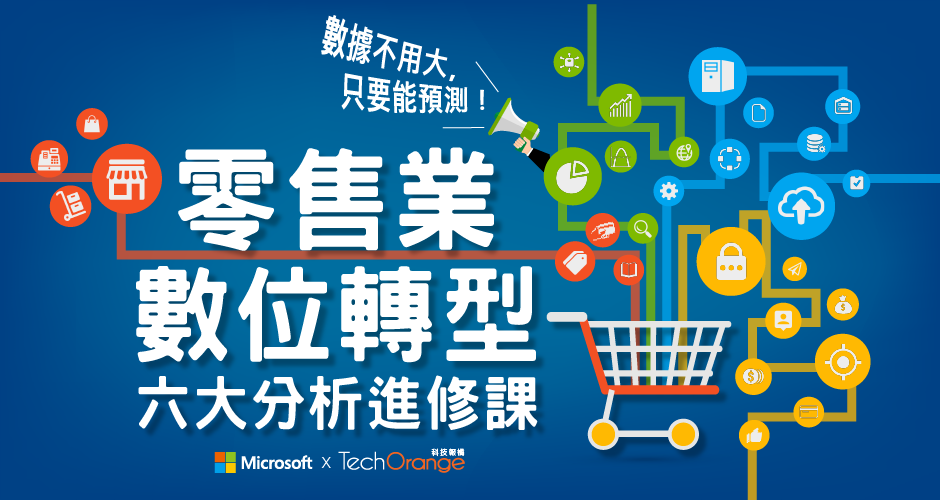 數據不用大,
只要能預測！
零售業
數位轉型
六大分析進修課
Microsoft x TechOrange 科技報橘